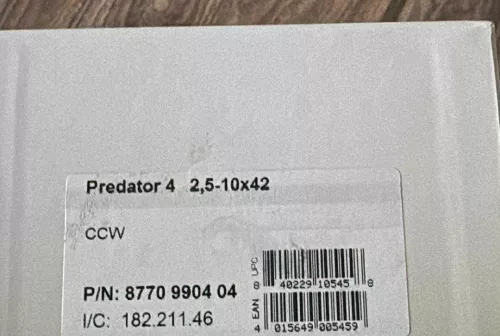 Predator 4 2,5-10x42
CCW
UPC
8 40229 10545 8
P/N: 8770 9904 04
I/C: 182.211.46
EAN
4 015649 005459